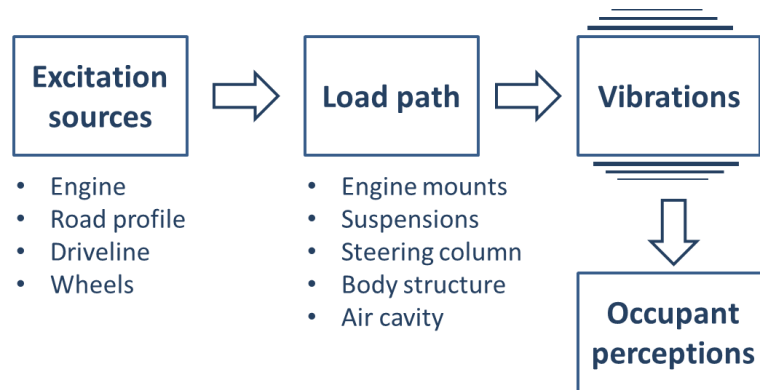 Excitation
sources
• Engine
• Road profile
• Driveline
• Wheels
Load path
• Engine mounts
• Suspensions
• Steering column
• Body structure
• Air cavity
Vibrations
Occupant
perceptions